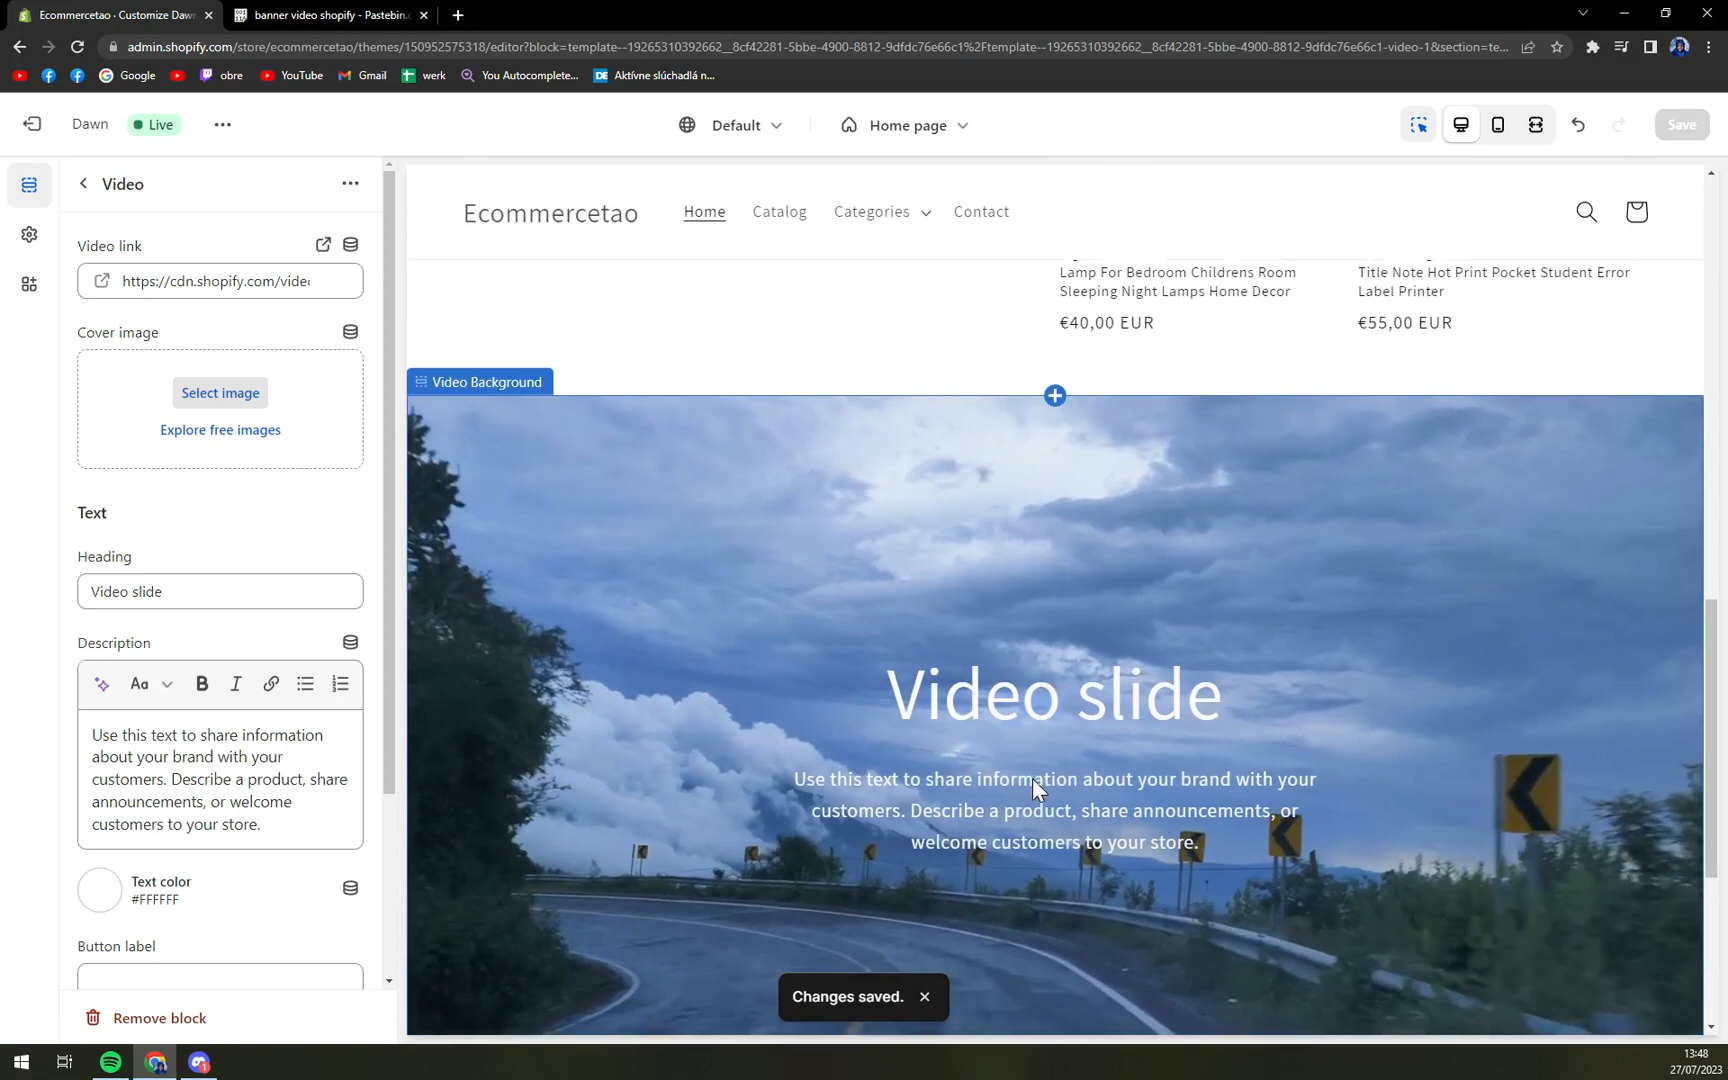 Ecommercetao · Customize Dawn
banner video shopify - Pastebin.c
admin.shopify.com/store/ecommercetao/themes/150952575318/editor?block=template--19265310392662__8cf42281-5bbe-4900-8812-9dfdc76e66c1%2Ftemplate--19265310392662__8cf42281-5bbe-4900-8812-9dfdc76e66c1-video-1&section=te...
Google
obre
YouTube
Gmail
werk
You Autocomplete...
DE Aktívne slúchadlá n...
Dawn
Live
Default
Home page
Save
Video
Video link
https://cdn.shopify.com/vide
Cover image
Select image
Explore free images
Text
Heading
Video slide
Description
Aa
B
I
Use this text to share information
about your brand with your
customers. Describe a product, share
announcements, or welcome
customers to your store.
Text color
#FFFFFF
Button label
Remove block
Ecommercetao
Home
Catalog
Categories
Contact
Lamp For Bedroom Childrens Room
Sleeping Night Lamps Home Decor
€40,00 EUR
Title Note Hot Print Pocket Student Error
Label Printer
€55,00 EUR
Video Background
Video slide
Use this text to share information about your brand with your
customers. Describe a product, share announcements, or
welcome customers to your store.
Changes saved.
13:48
27/07/2023